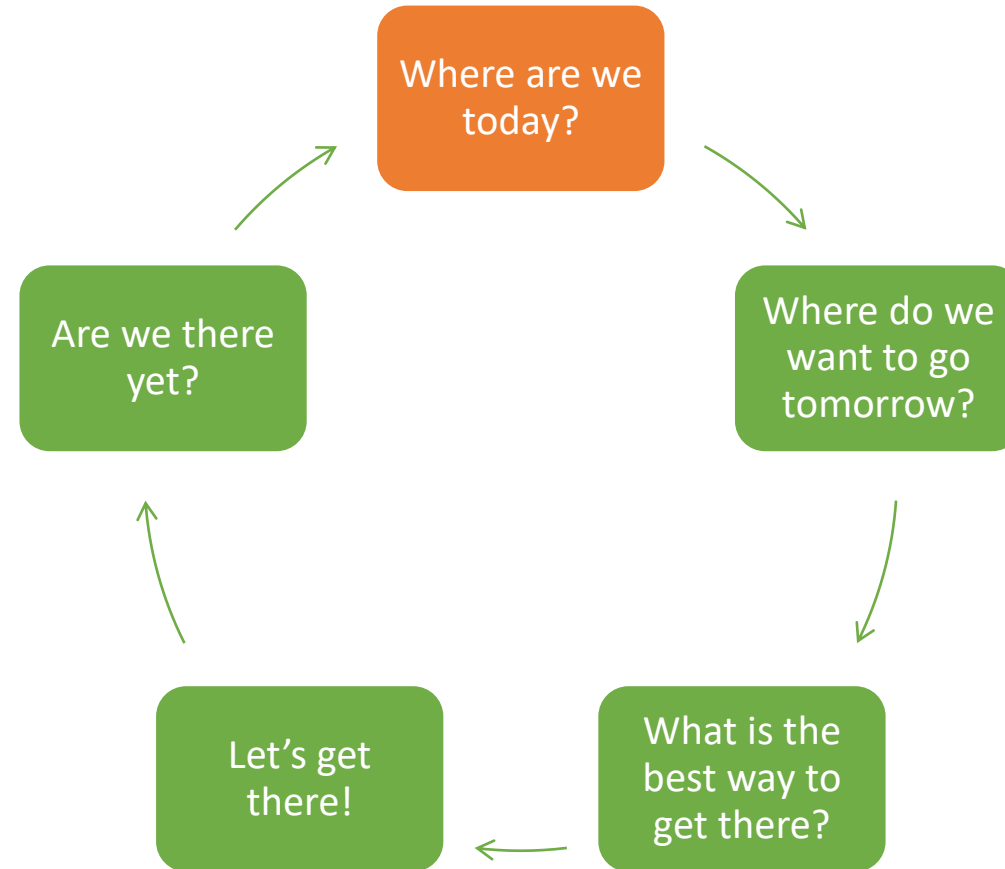 Where are we
today?
Where do we
want to go
tomorrow?
What is the
best way to
get there?
Let’s get
there!
Are we there
yet?